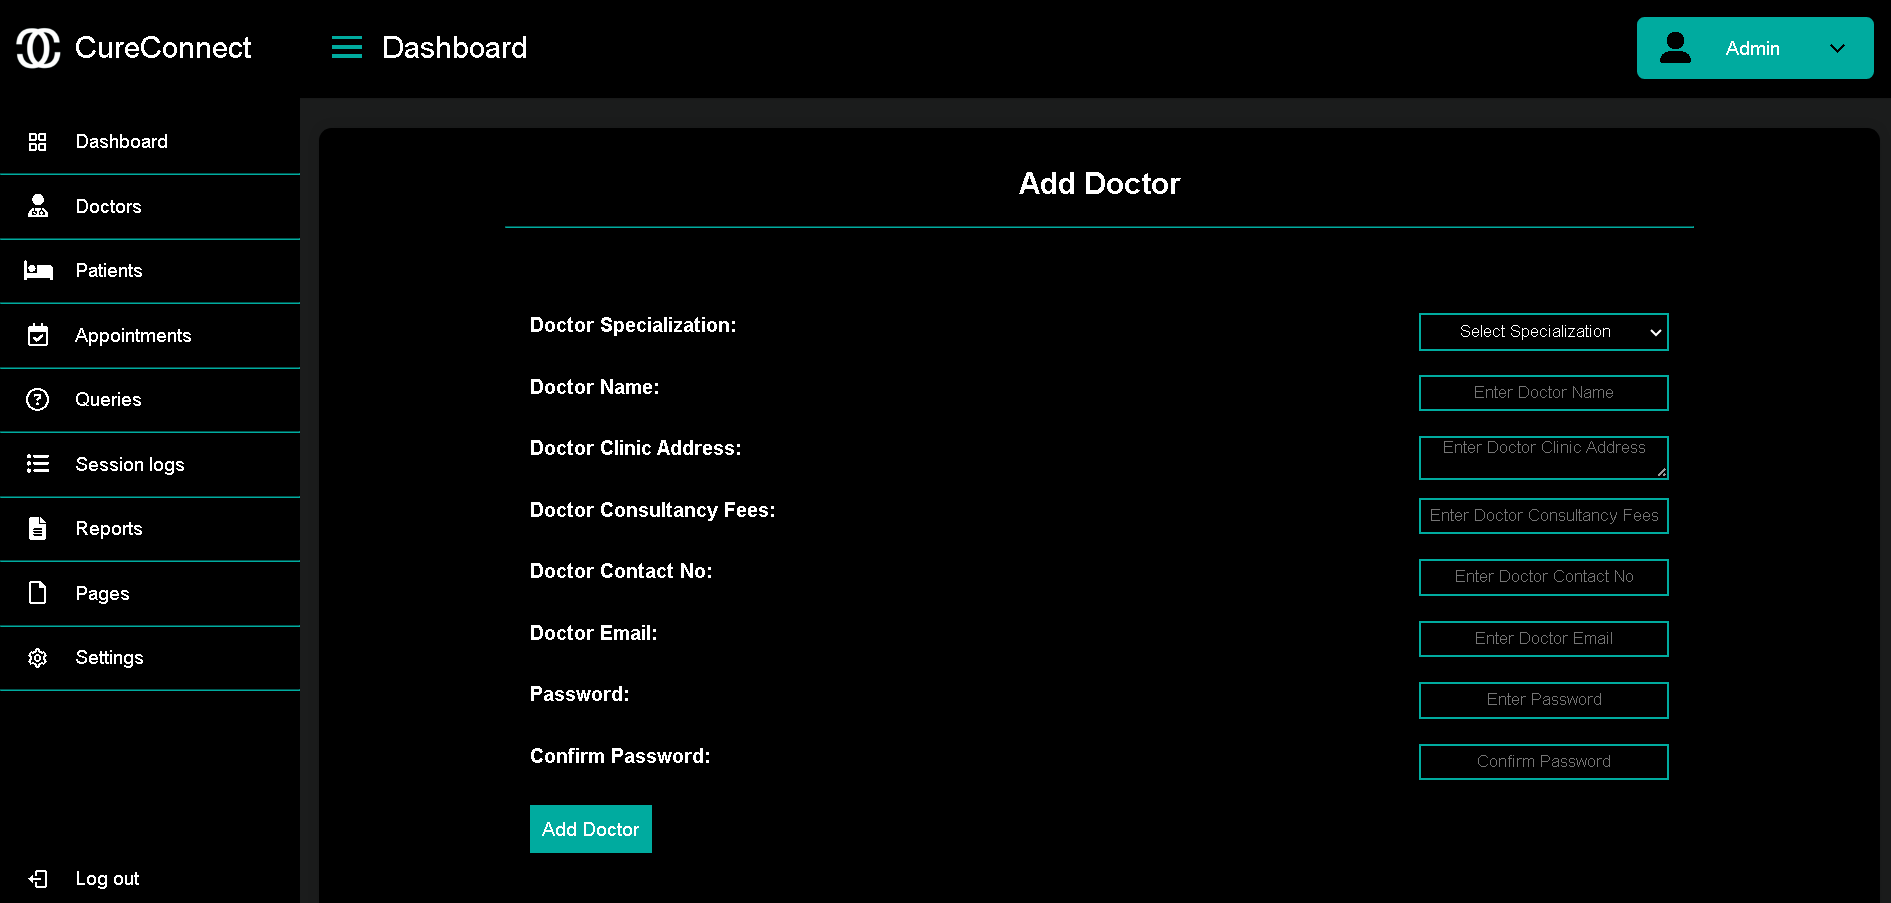 CureConnect
Dashboard
Admin
Dashboard
Doctors
Patients
Appointments
Queries
Session logs
Reports
Pages
Settings
Log out
Add Doctor
Doctor Specialization:
Select Specialization
Doctor Name:
Enter Doctor Name
Doctor Clinic Address:
Enter Doctor Clinic Address
Doctor Consultancy Fees:
Enter Doctor Consultancy Fees
Doctor Contact No:
Enter Doctor Contact No
Doctor Email:
Enter Doctor Email
Password:
Enter Password
Confirm Password:
Confirm Password
Add Doctor